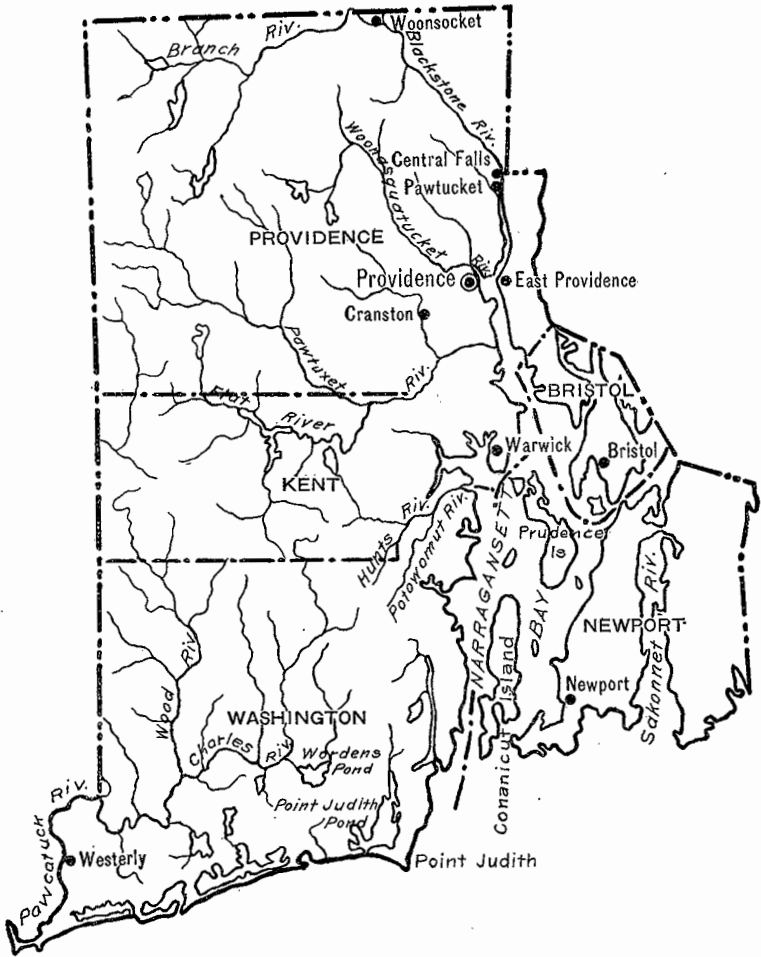 Woonsocket
Branch Riv.
Blackstone Riv.
Woonasquatucket Riv.
Central Falls
Pawtucket
PROVIDENCE
Providence
East Providence
Cranston
Pawtuxet Riv.
BRISTOL
Flat River
Warwick
Bristol
KENT
Hunts Riv.
Potowomut Riv.
Prudence
Is
NARRAGANSET BAY
Sakonnet Riv.
NEWPORT
Newport
Conanicut Island
Wood Riv.
WASHINGTON
Charles Riv.
Wordens
Pond
Point Judith
Pond
Pawcatuck Riv.
Westerly
Point Judith